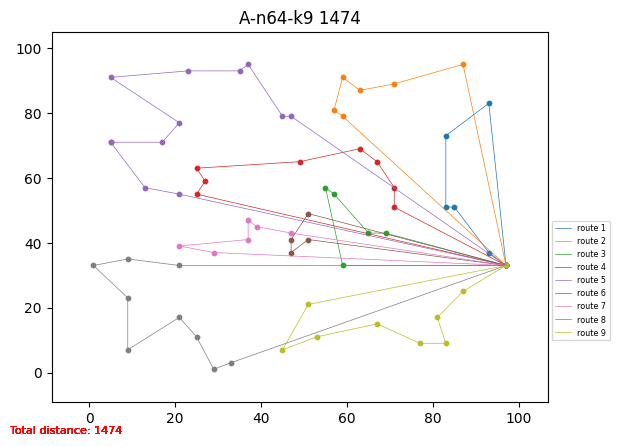 A-n64-k9 1474
100
80
60
40
20
0
0 20 40 60 80 100
route 1
route 2
route 3
route 4
route 5
route 6
route 7
route 8
route 9
Total distance: 1474